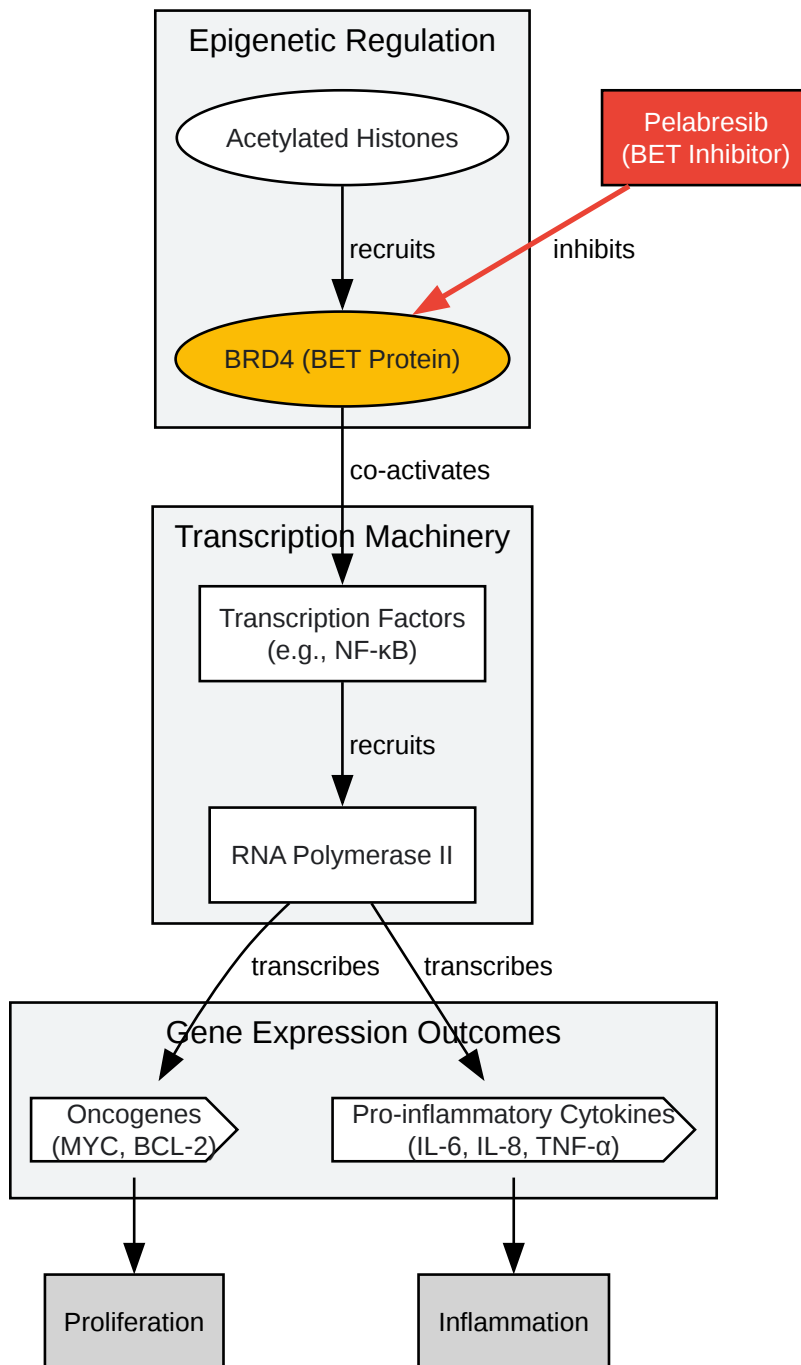 Epigenetic Regulation
Acetylated Histones
Pelabresib
(BET Inhibitor)
recruits
inhibits
BRD4 (BET Protein)
co-activates
Transcription Machinery
Transcription Factors
(e.g., NF-κB)
recruits
RNA Polymerase II
transcribes
transcribes
Gene Expression Outcomes
Oncogenes
(MYC, BCL-2)
Pro-inflammatory Cytokines
(IL-6, IL-8, TNF-α)
Proliferation
Inflammation